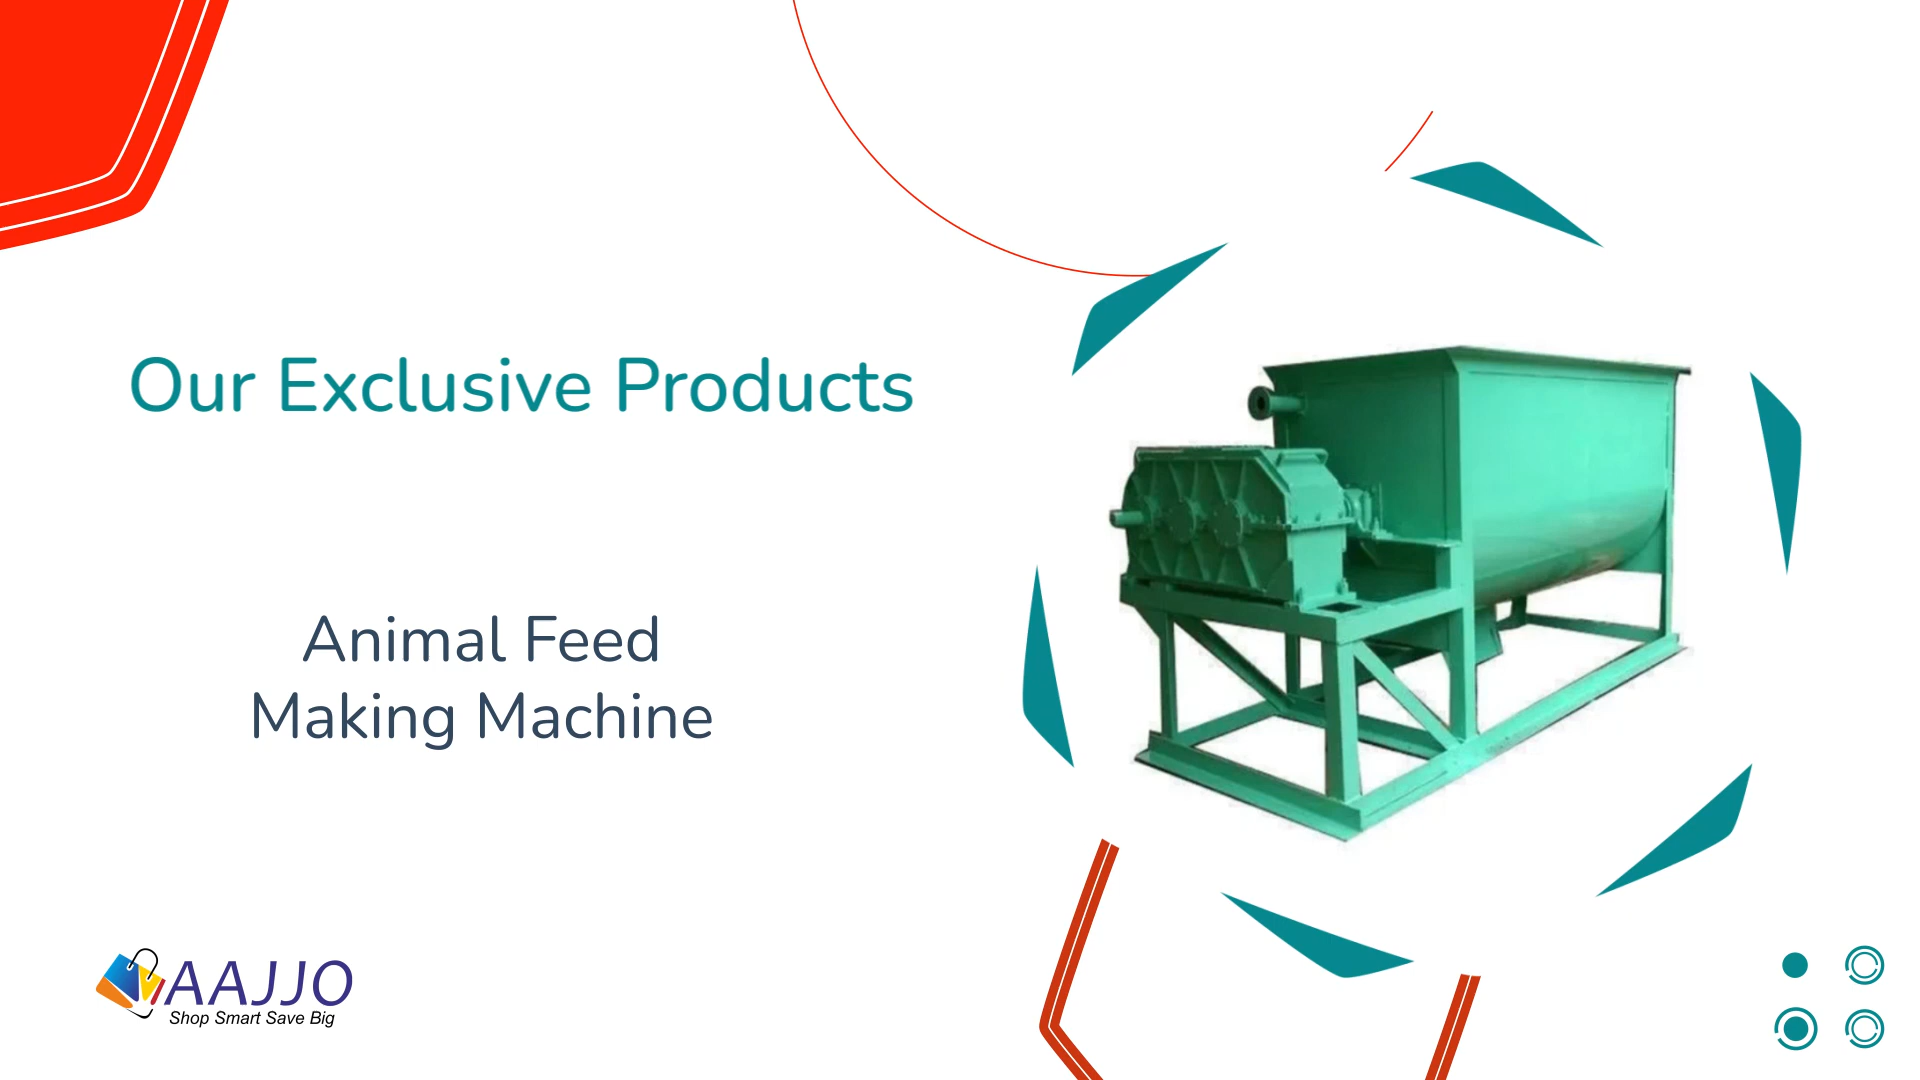 Our Exclusive Products
Animal Feed
Making Machine
AAJJO
Shop Smart Save Big